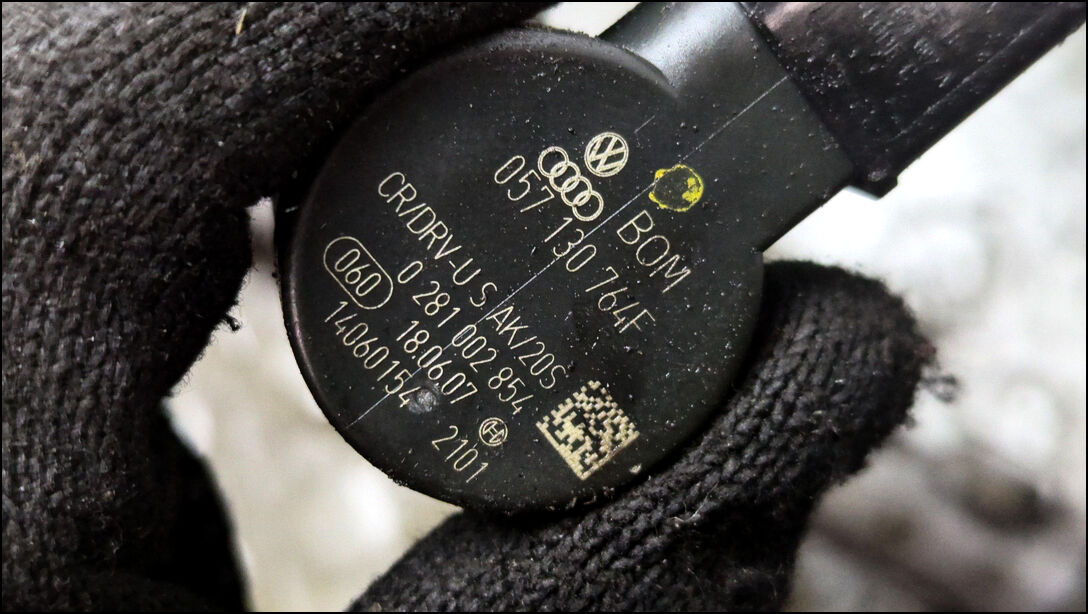 BOM
057 130 764F
CR/DRV-U S AK/20S
0 281 002 854
060
18.06.07
14060154
2101